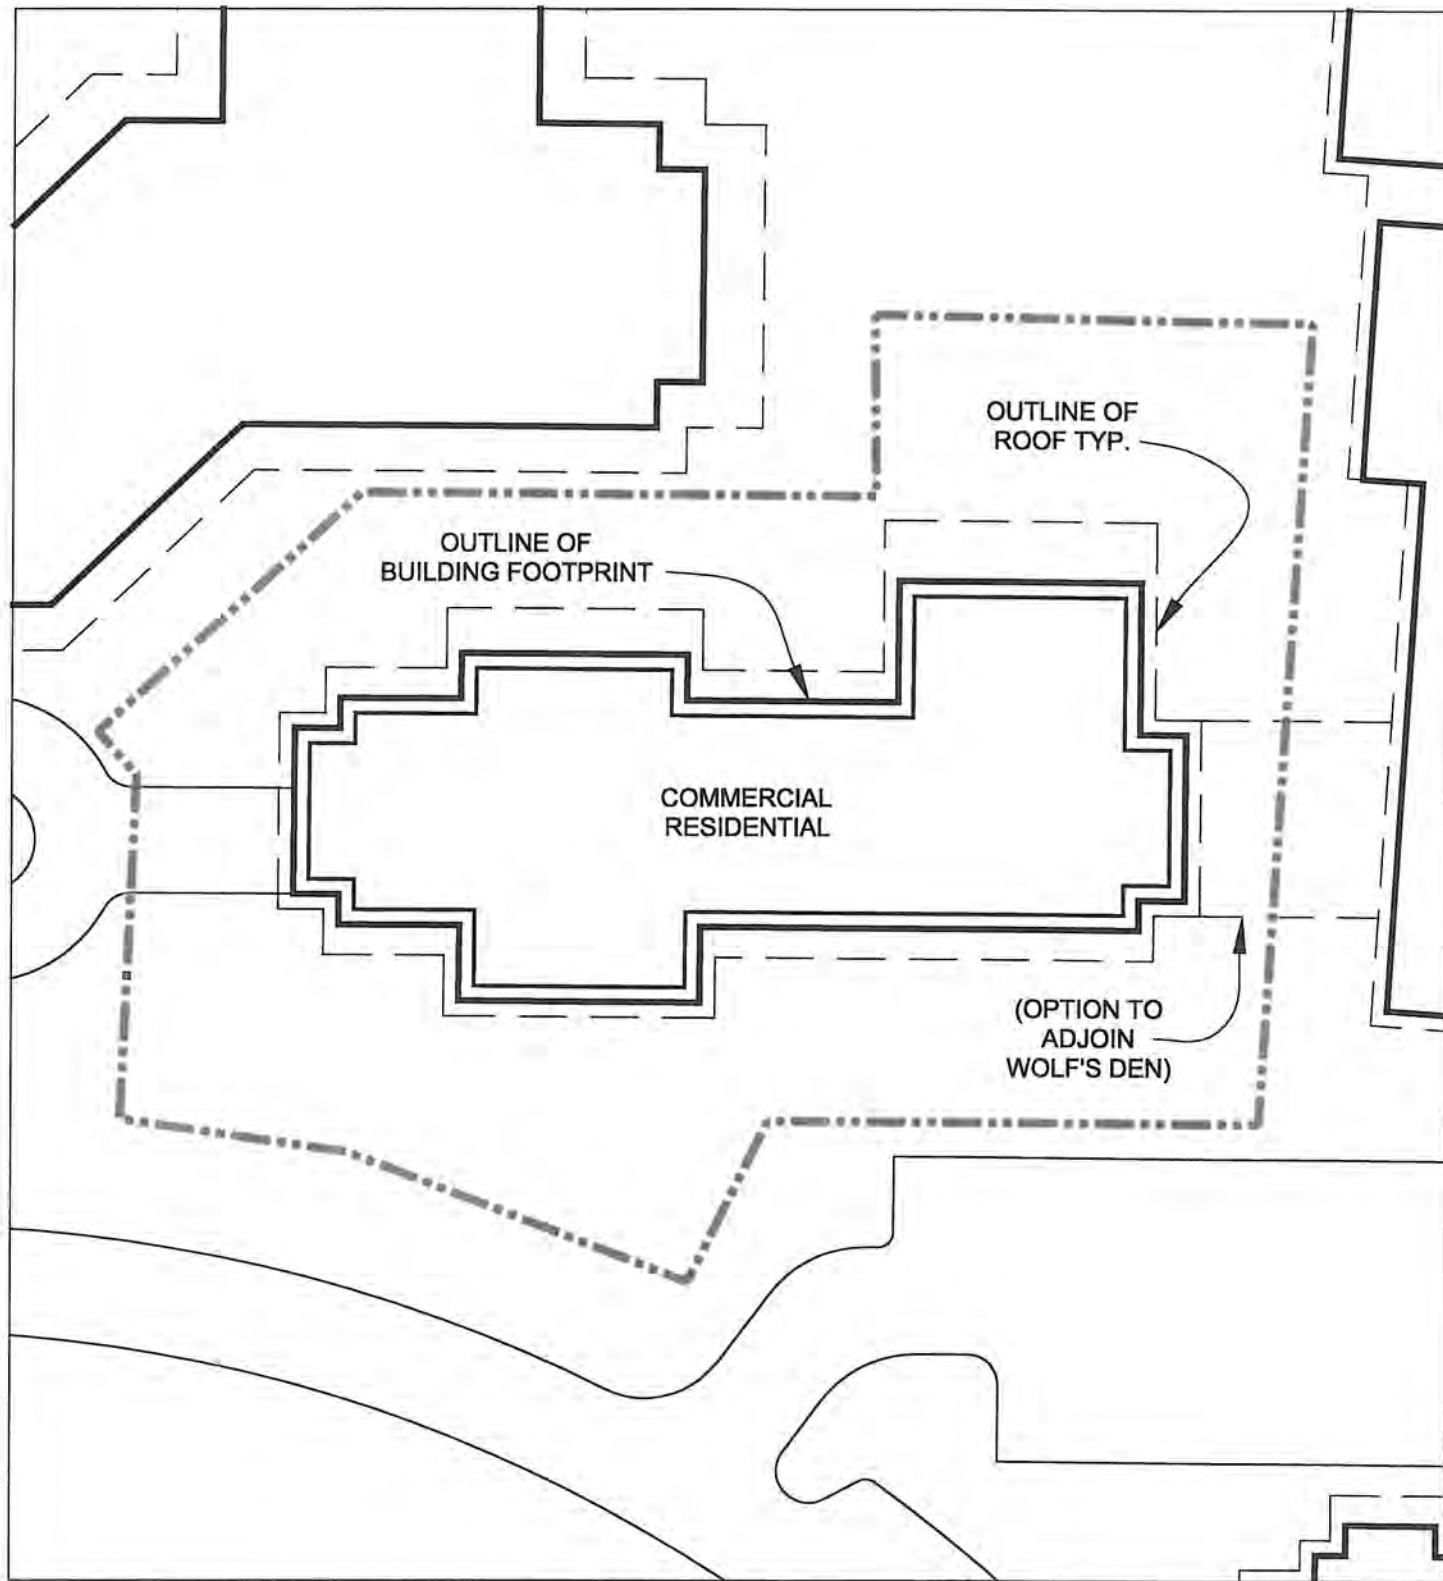 OUTLINE OF
ROOF TYP.
OUTLINE OF
BUILDING FOOTPRINT
COMMERCIAL
RESIDENTIAL
(OPTION TO
ADJOIN
WOLF'S DEN)